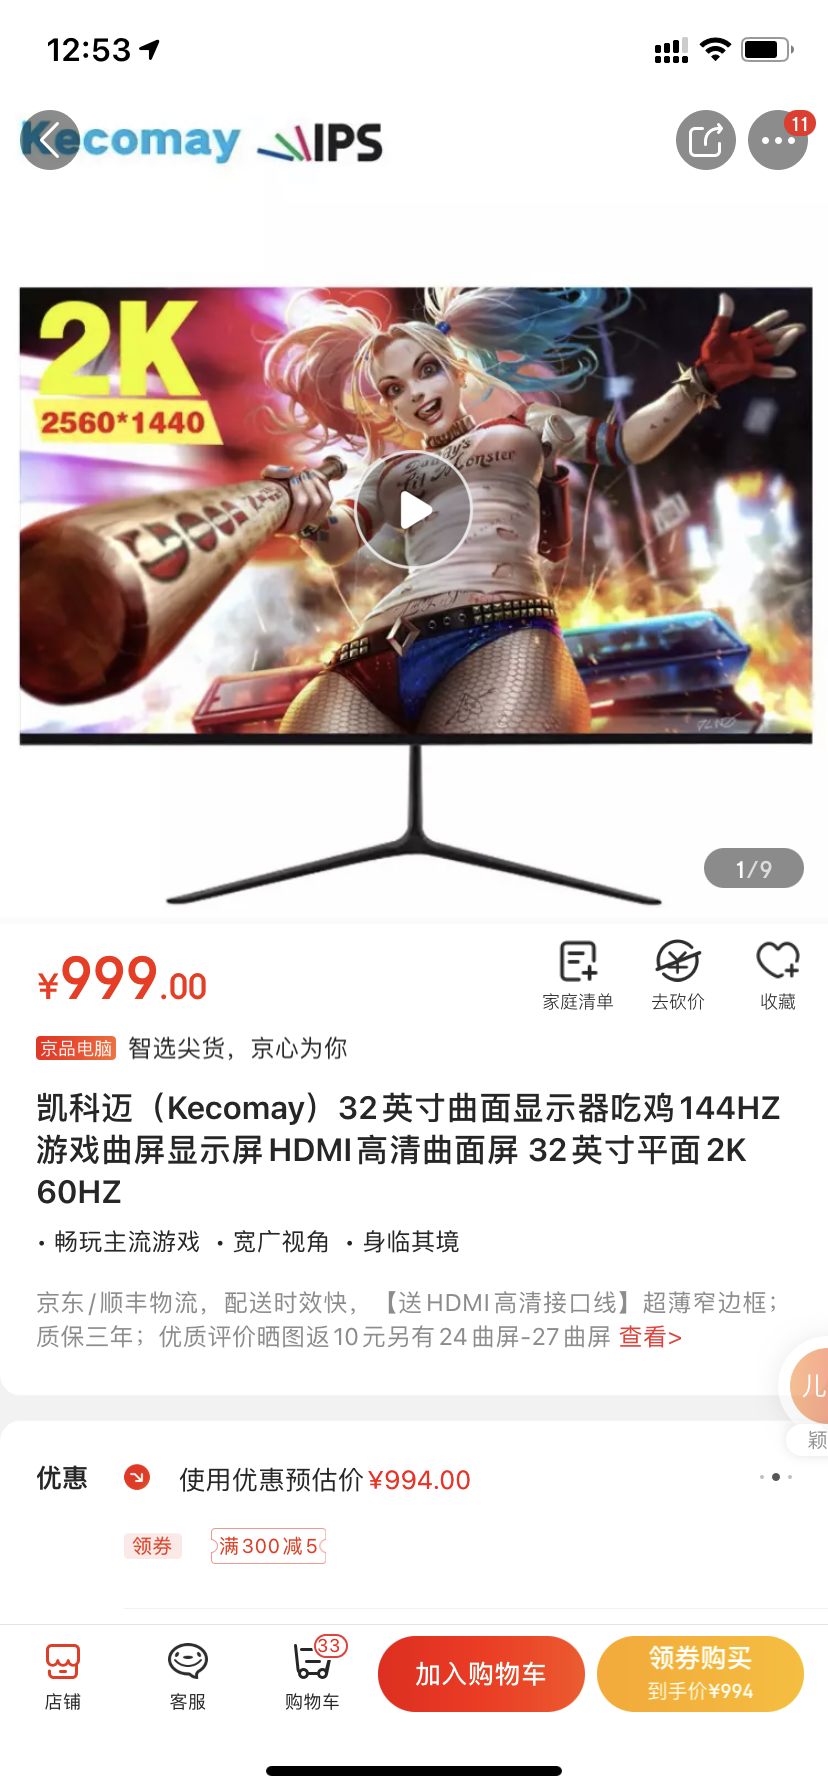 12:53
Kecomay IPS
11
2K
2560*1440
Daddy's
Lil Monster
1/9
¥999.00
家庭清单
去砍价
收藏
京品电脑 智选尖货，京心为你
凯科迈（Kecomay）32英寸曲面显示器吃鸡144HZ
游戏曲屏显示屏HDMI高清曲面屏 32英寸平面2K
60HZ
· 畅玩主流游戏 · 宽广视角 · 身临其境
京东/顺丰物流，配送时效快，【送HDMI高清接口线】超薄窄边框；
质保三年；优质评价晒图返10元另有24曲屏-27曲屏 查看>
儿
颖
优惠 使用优惠预估价¥994.00
领券 满300减5
店铺
客服
33
购物车
加入购物车
领券购买
到手价¥994